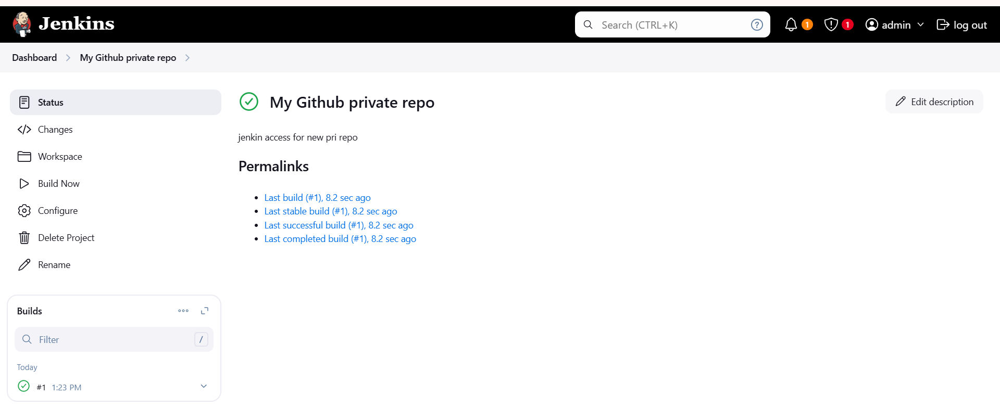 Jenkins
Search (CTRL+K)
?
1
1
admin
log out
Dashboard
My Github private repo
Status
Changes
Workspace
Build Now
Configure
Delete Project
Rename
Builds
Filter
/
Today
#1 1:23 PM
My Github private repo
Edit description
jenkin access for new pri repo
Permalinks
Last build (#1), 8.2 sec ago
Last stable build (#1), 8.2 sec ago
Last successful build (#1), 8.2 sec ago
Last completed build (#1), 8.2 sec ago